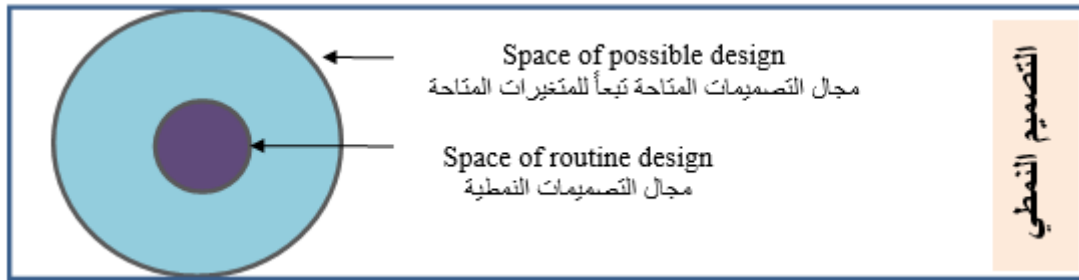 Space of possible design
مجال التصميمات المتاحة تبعاً للمتغيرات المتاحة
Space of routine design
مجال التصميمات النمطية
التصميم النمطي